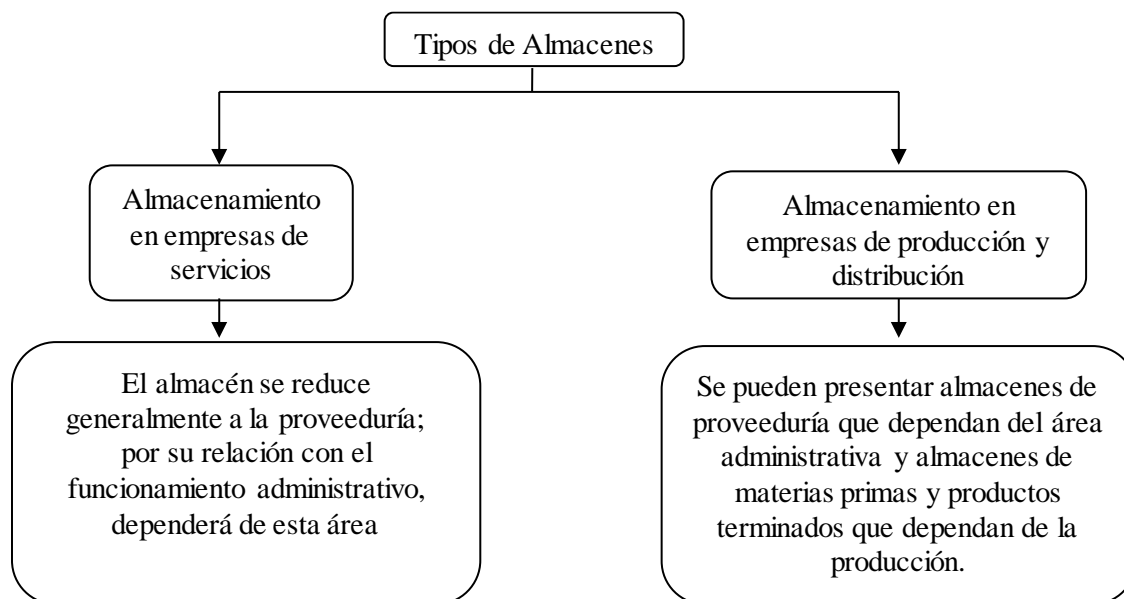 Tipos de Almacenes
Almacenamiento
en empresas de
servicios
Almacenamiento en
empresas de producción y
distribución
El almacén se reduce
generalmente a la proveeduría;
por su relación con el
funcionamiento administrativo,
dependerá de esta área
Se pueden presentar almacenes de
proveeduría que dependan del área
administrativa y almacenes de
materias primas y productos
terminados que dependan de la
producción.